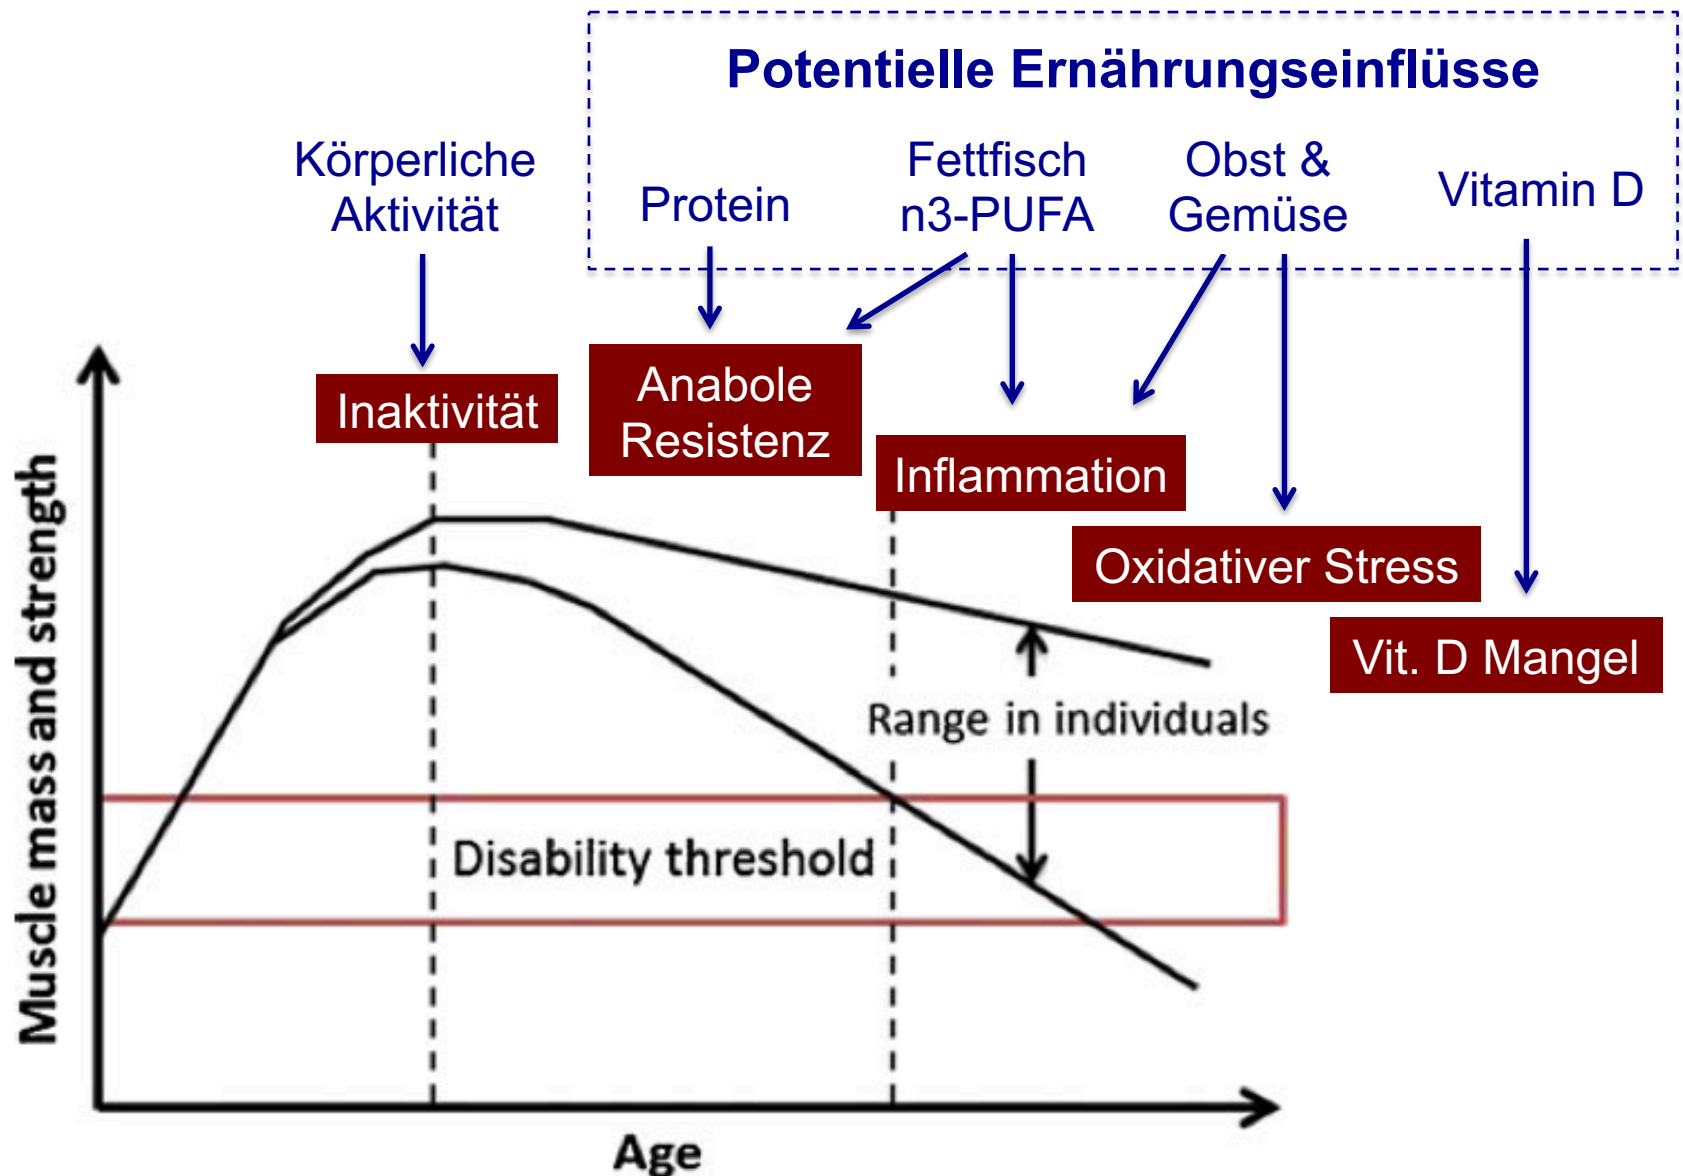 Potentielle Ernährungseinflüsse
Körperliche
Aktivität
Protein
Fettfisch
n3-PUFA
Obst &
Gemüse
Vitamin D
Inaktivität
Anabole
Resistenz
Inflammation
Oxidativer Stress
Vit. D Mangel
Muscle mass and strength
Range in individuals
Disability threshold
Age